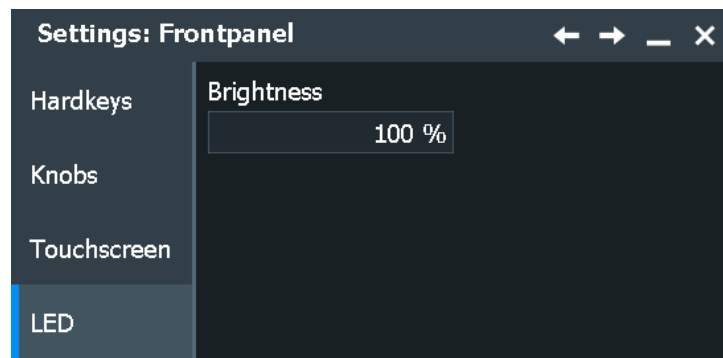 Settings: Frontpanel
Hardkeys
Knobs
Touchscreen
LED
Brightness
100 %